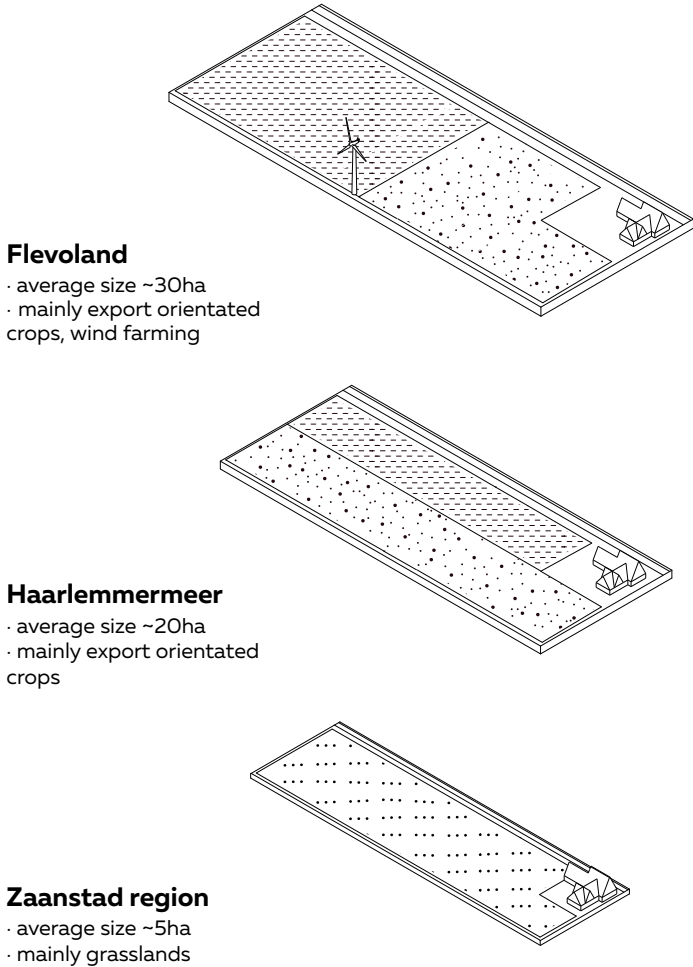 Flevoland
· average size ~30ha
· mainly export orientated
crops, wind farming
Haarlemmermeer
· average size ~20ha
· mainly export orientated
crops
Zaanstad region
· average size ~5ha
· mainly grasslands